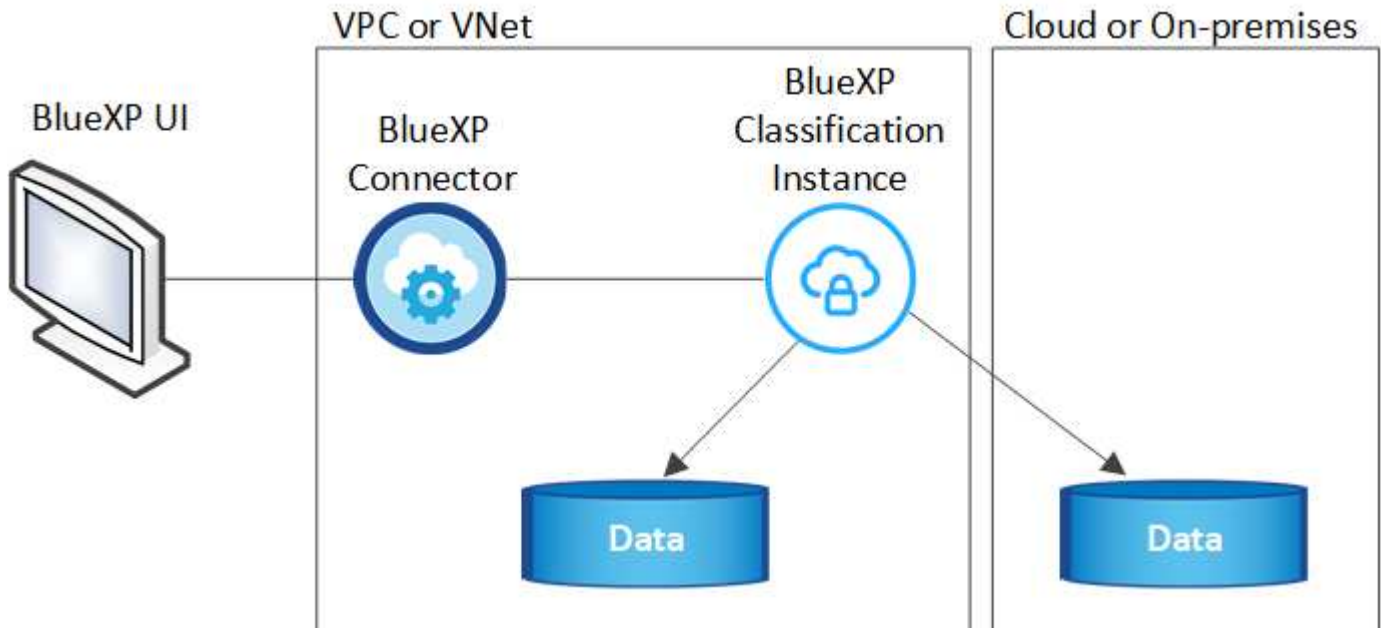 VPC or VNet
Cloud or On-premises
BlueXP UI
BlueXP
Connector
BlueXP
Classification
Instance
Data
Data